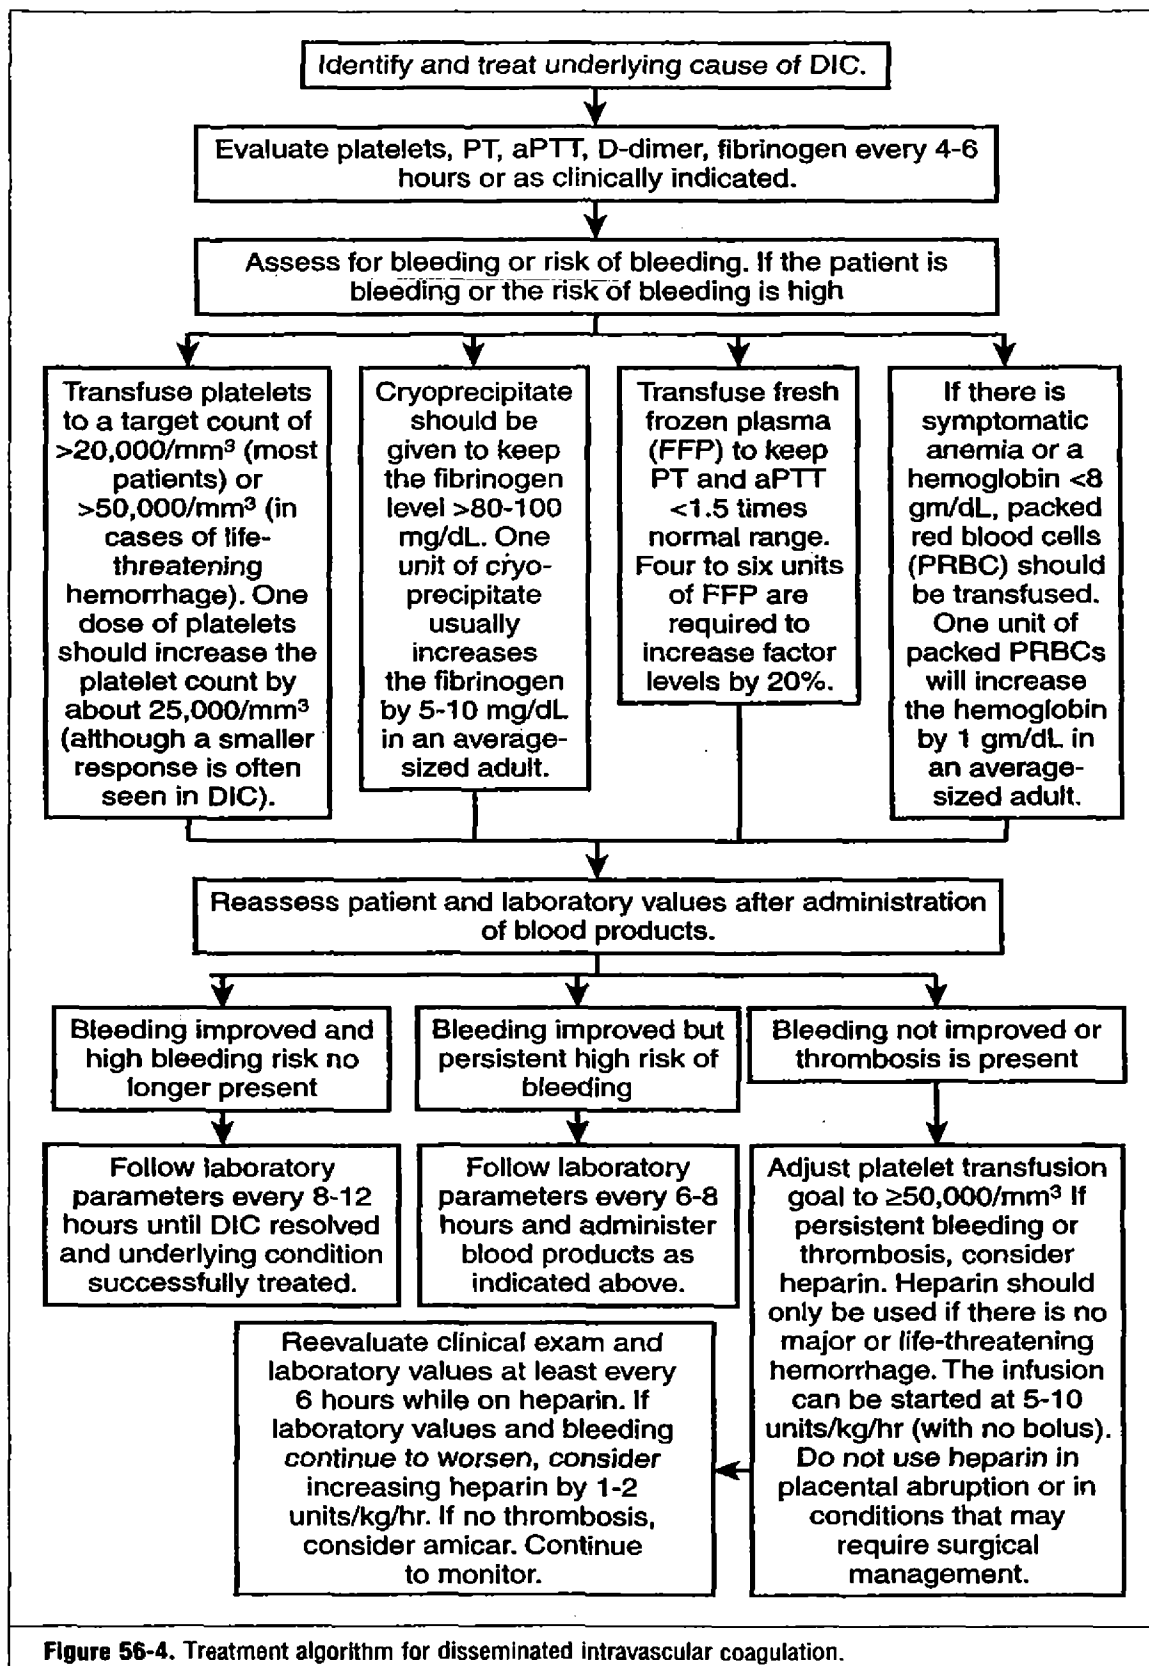 Identify and treat underlying cause of DIC.
Evaluate platelets, PT, aPTT, D-dimer, fibrinogen every 4-6
hours or as clinically indicated.
Assess for bleeding or risk of bleeding. If the patient is
bleeding or the risk of bleeding is high
Transfuse platelets
to a target count of
>20,000/mm³ (most
patients) or
>50,000/mm³ (in
cases of life-
threatening
hemorrhage). One
dose of platelets
should increase the
platelet count by
about 25,000/mm³
(although a smaller
response is often
seen in DIC).
Cryoprecipitate
should be
given to keep
the fibrinogen
level >80-100
mg/dL. One
unit of cryo-
precipitate
usually
increases
the fibrinogen
by 5-10 mg/dL
in an average-
sized adult.
Transfuse fresh
frozen plasma
(FFP) to keep
PT and aPTT
<1.5 times
normal range.
Four to six units
of FFP are
required to
increase factor
levels by 20%.
If there is
symptomatic
anemia or a
hemoglobin <8
gm/dL, packed
red blood cells
(PRBC) should
be transfused.
One unit of
packed PRBCs
will increase
the hemoglobin
by 1 gm/dL in
an average-
sized adult.
Reassess patient and laboratory values after administration
of blood products.
Bleeding improved and
high bleeding risk no
longer present
Bleeding improved but
persistent high risk of
bleeding
Bleeding not improved or
thrombosis is present
Follow laboratory
parameters every 8-12
hours until DIC resolved
and underlying condition
successfully treated.
Follow laboratory
parameters every 6-8
hours and administer
blood products as
indicated above.
Adjust platelet transfusion
goal to ≥50,000/mm³ If
persistent bleeding or
thrombosis, consider
heparin. Heparin should
only be used if there is no
major or life-threatening
hemorrhage. The infusion
can be started at 5-10
units/kg/hr (with no bolus).
Do not use heparin in
placental abruption or in
conditions that may
require surgical
management.
Reevaluate clinical exam and
laboratory values at least every
6 hours while on heparin. If
laboratory values and bleeding
continue to worsen, consider
increasing heparin by 1-2
units/kg/hr. If no thrombosis,
consider amicar. Continue
to monitor.
Figure 56-4. Treatment algorithm for disseminated intravascular coagulation.